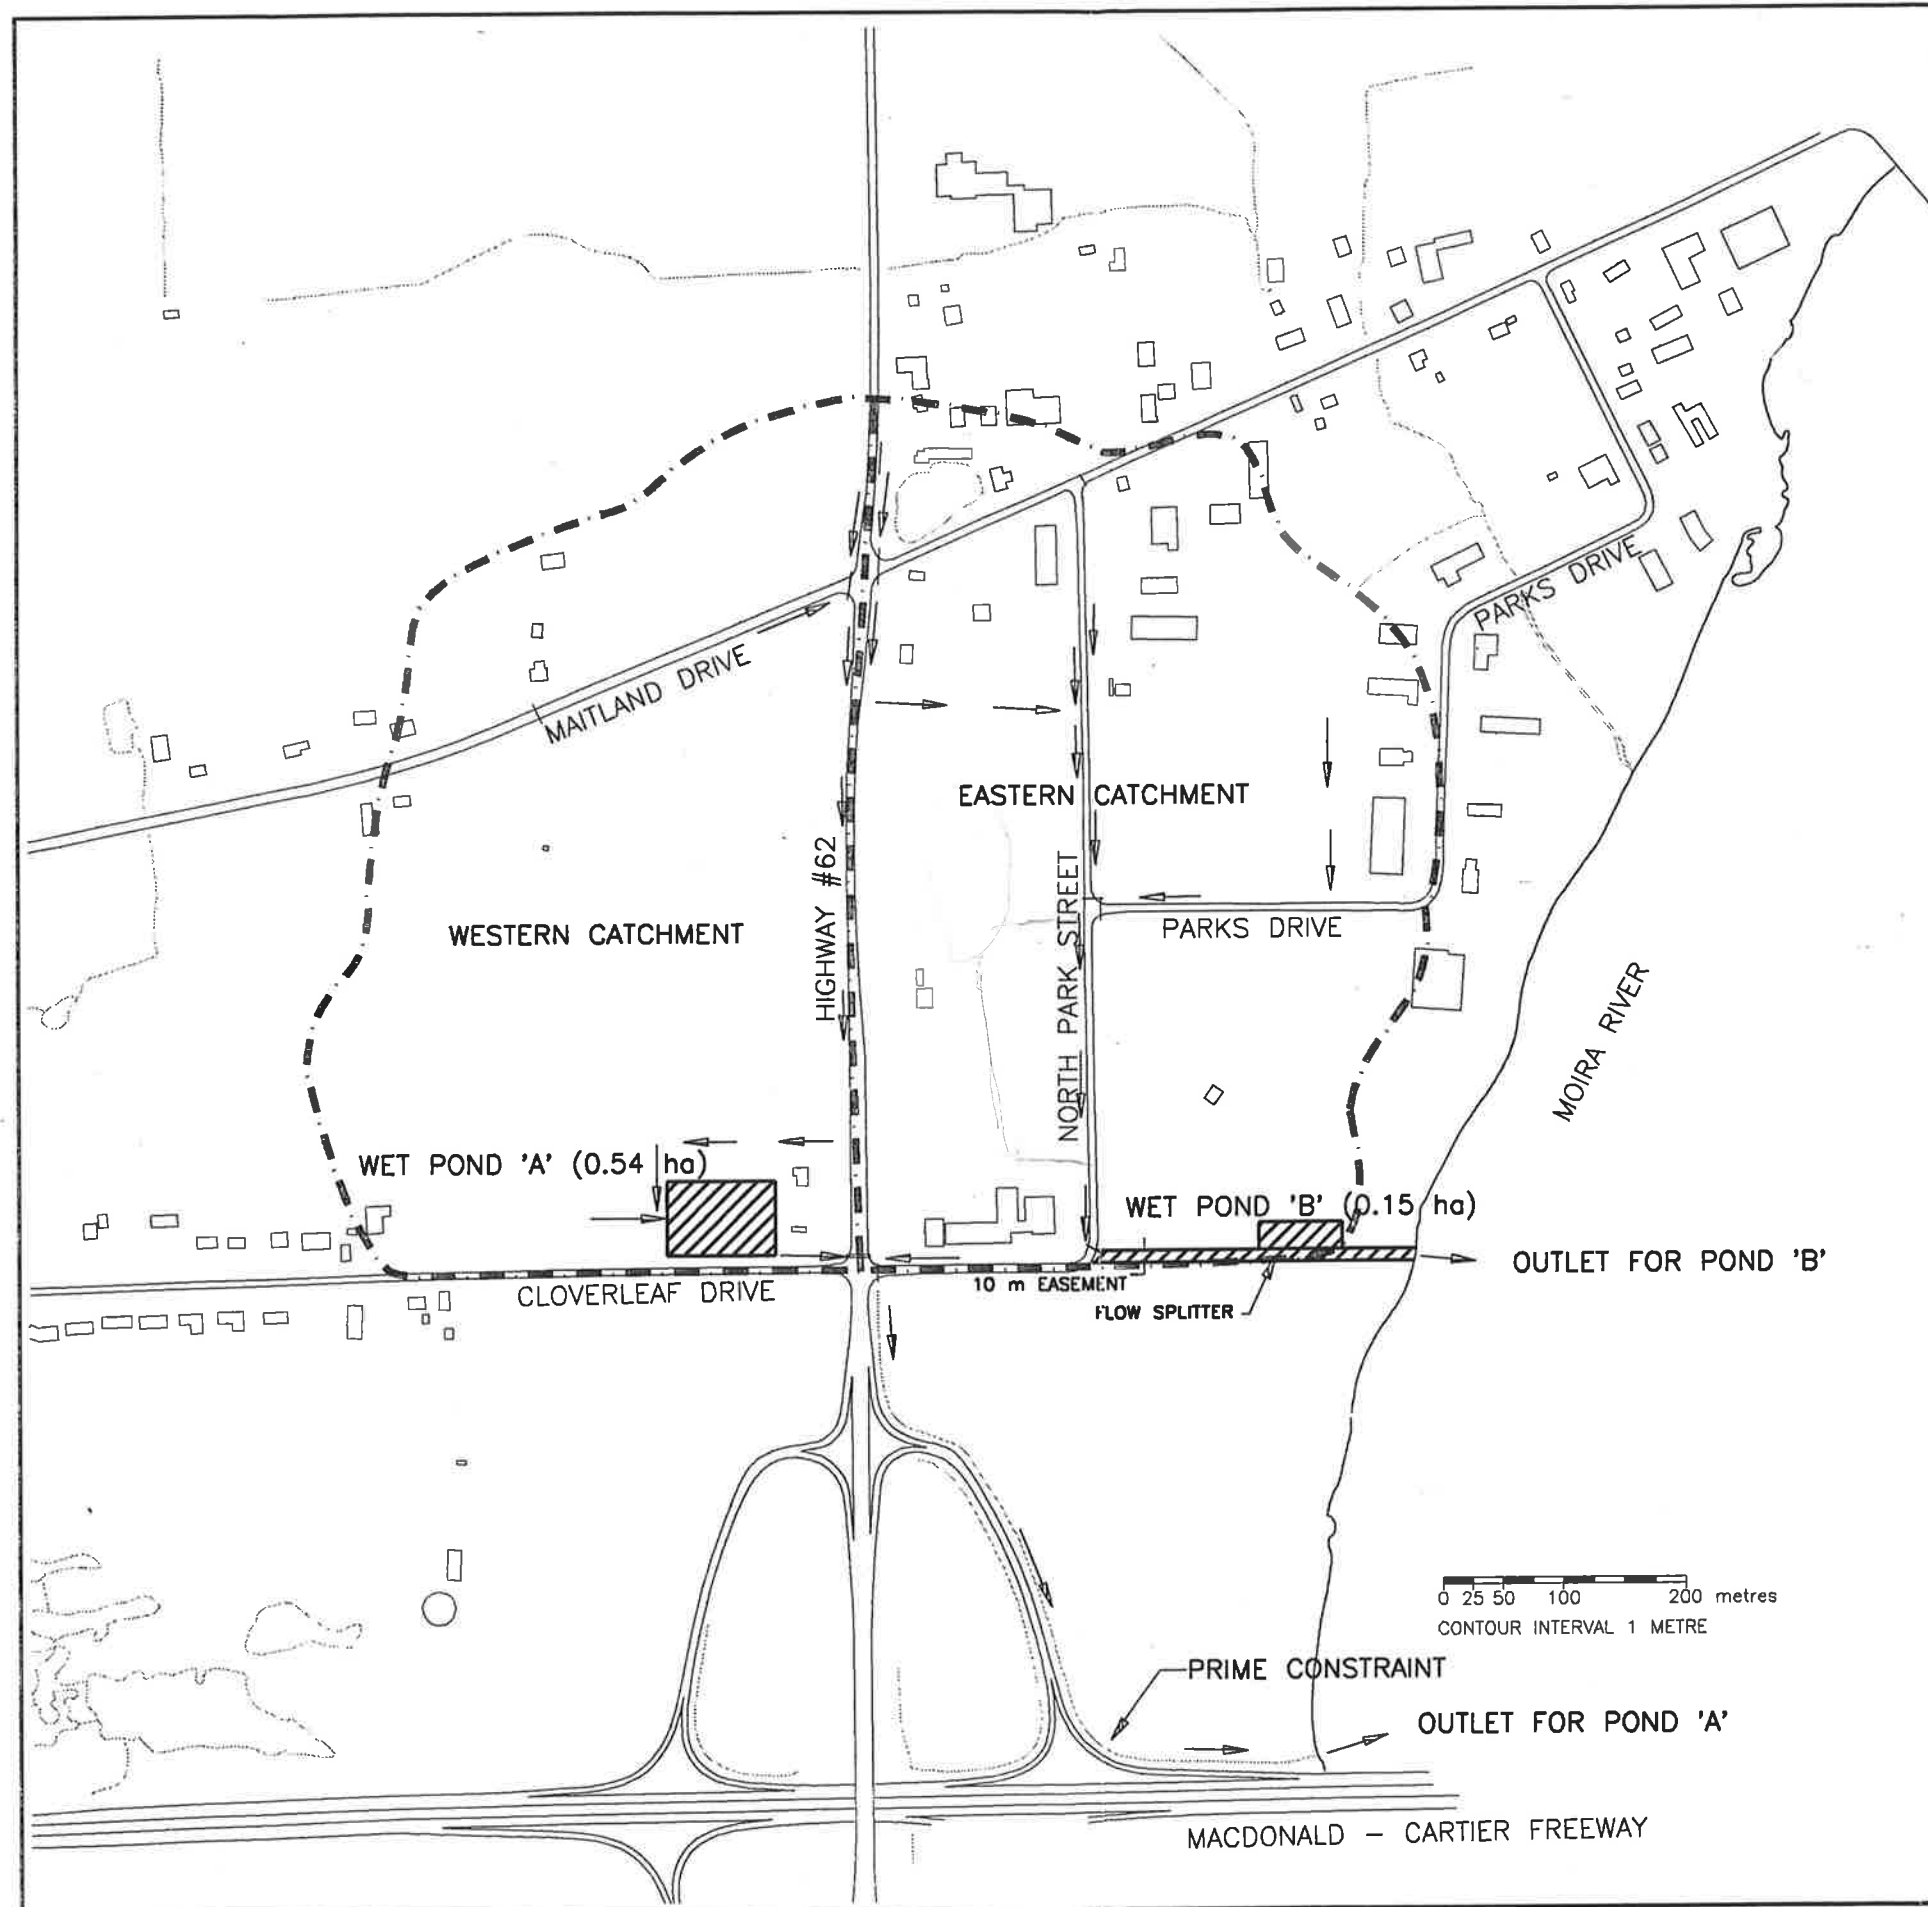 PARKS DRIVE
MAITLAND DRIVE
EASTERN CATCHMENT
HIGHWAY #62
WESTERN CATCHMENT
NORTH PARK STREET
PARKS DRIVE
MOIRA RIVER
WET POND 'A' (0.54 ha)
WET POND 'B' (0.15 ha)
OUTLET FOR POND 'B'
10 m EASEMENT
CLOVERLEAF DRIVE
FLOW SPLITTER
0 25 50 100 200 metres
CONTOUR INTERVAL 1 METRE
PRIME CONSTRAINT
OUTLET FOR POND 'A'
MACDONALD - CARTIER FREEWAY